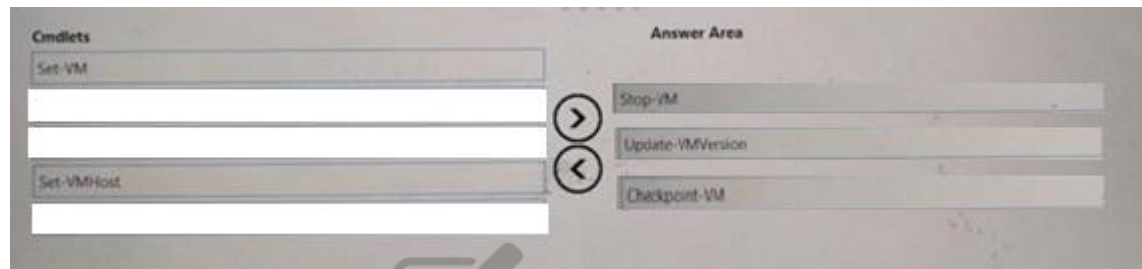 Cmdlets
Answer Area
Set-VM
Stop-VM
Update-VMVersion
Set-VMHost
Checkpoint-VM